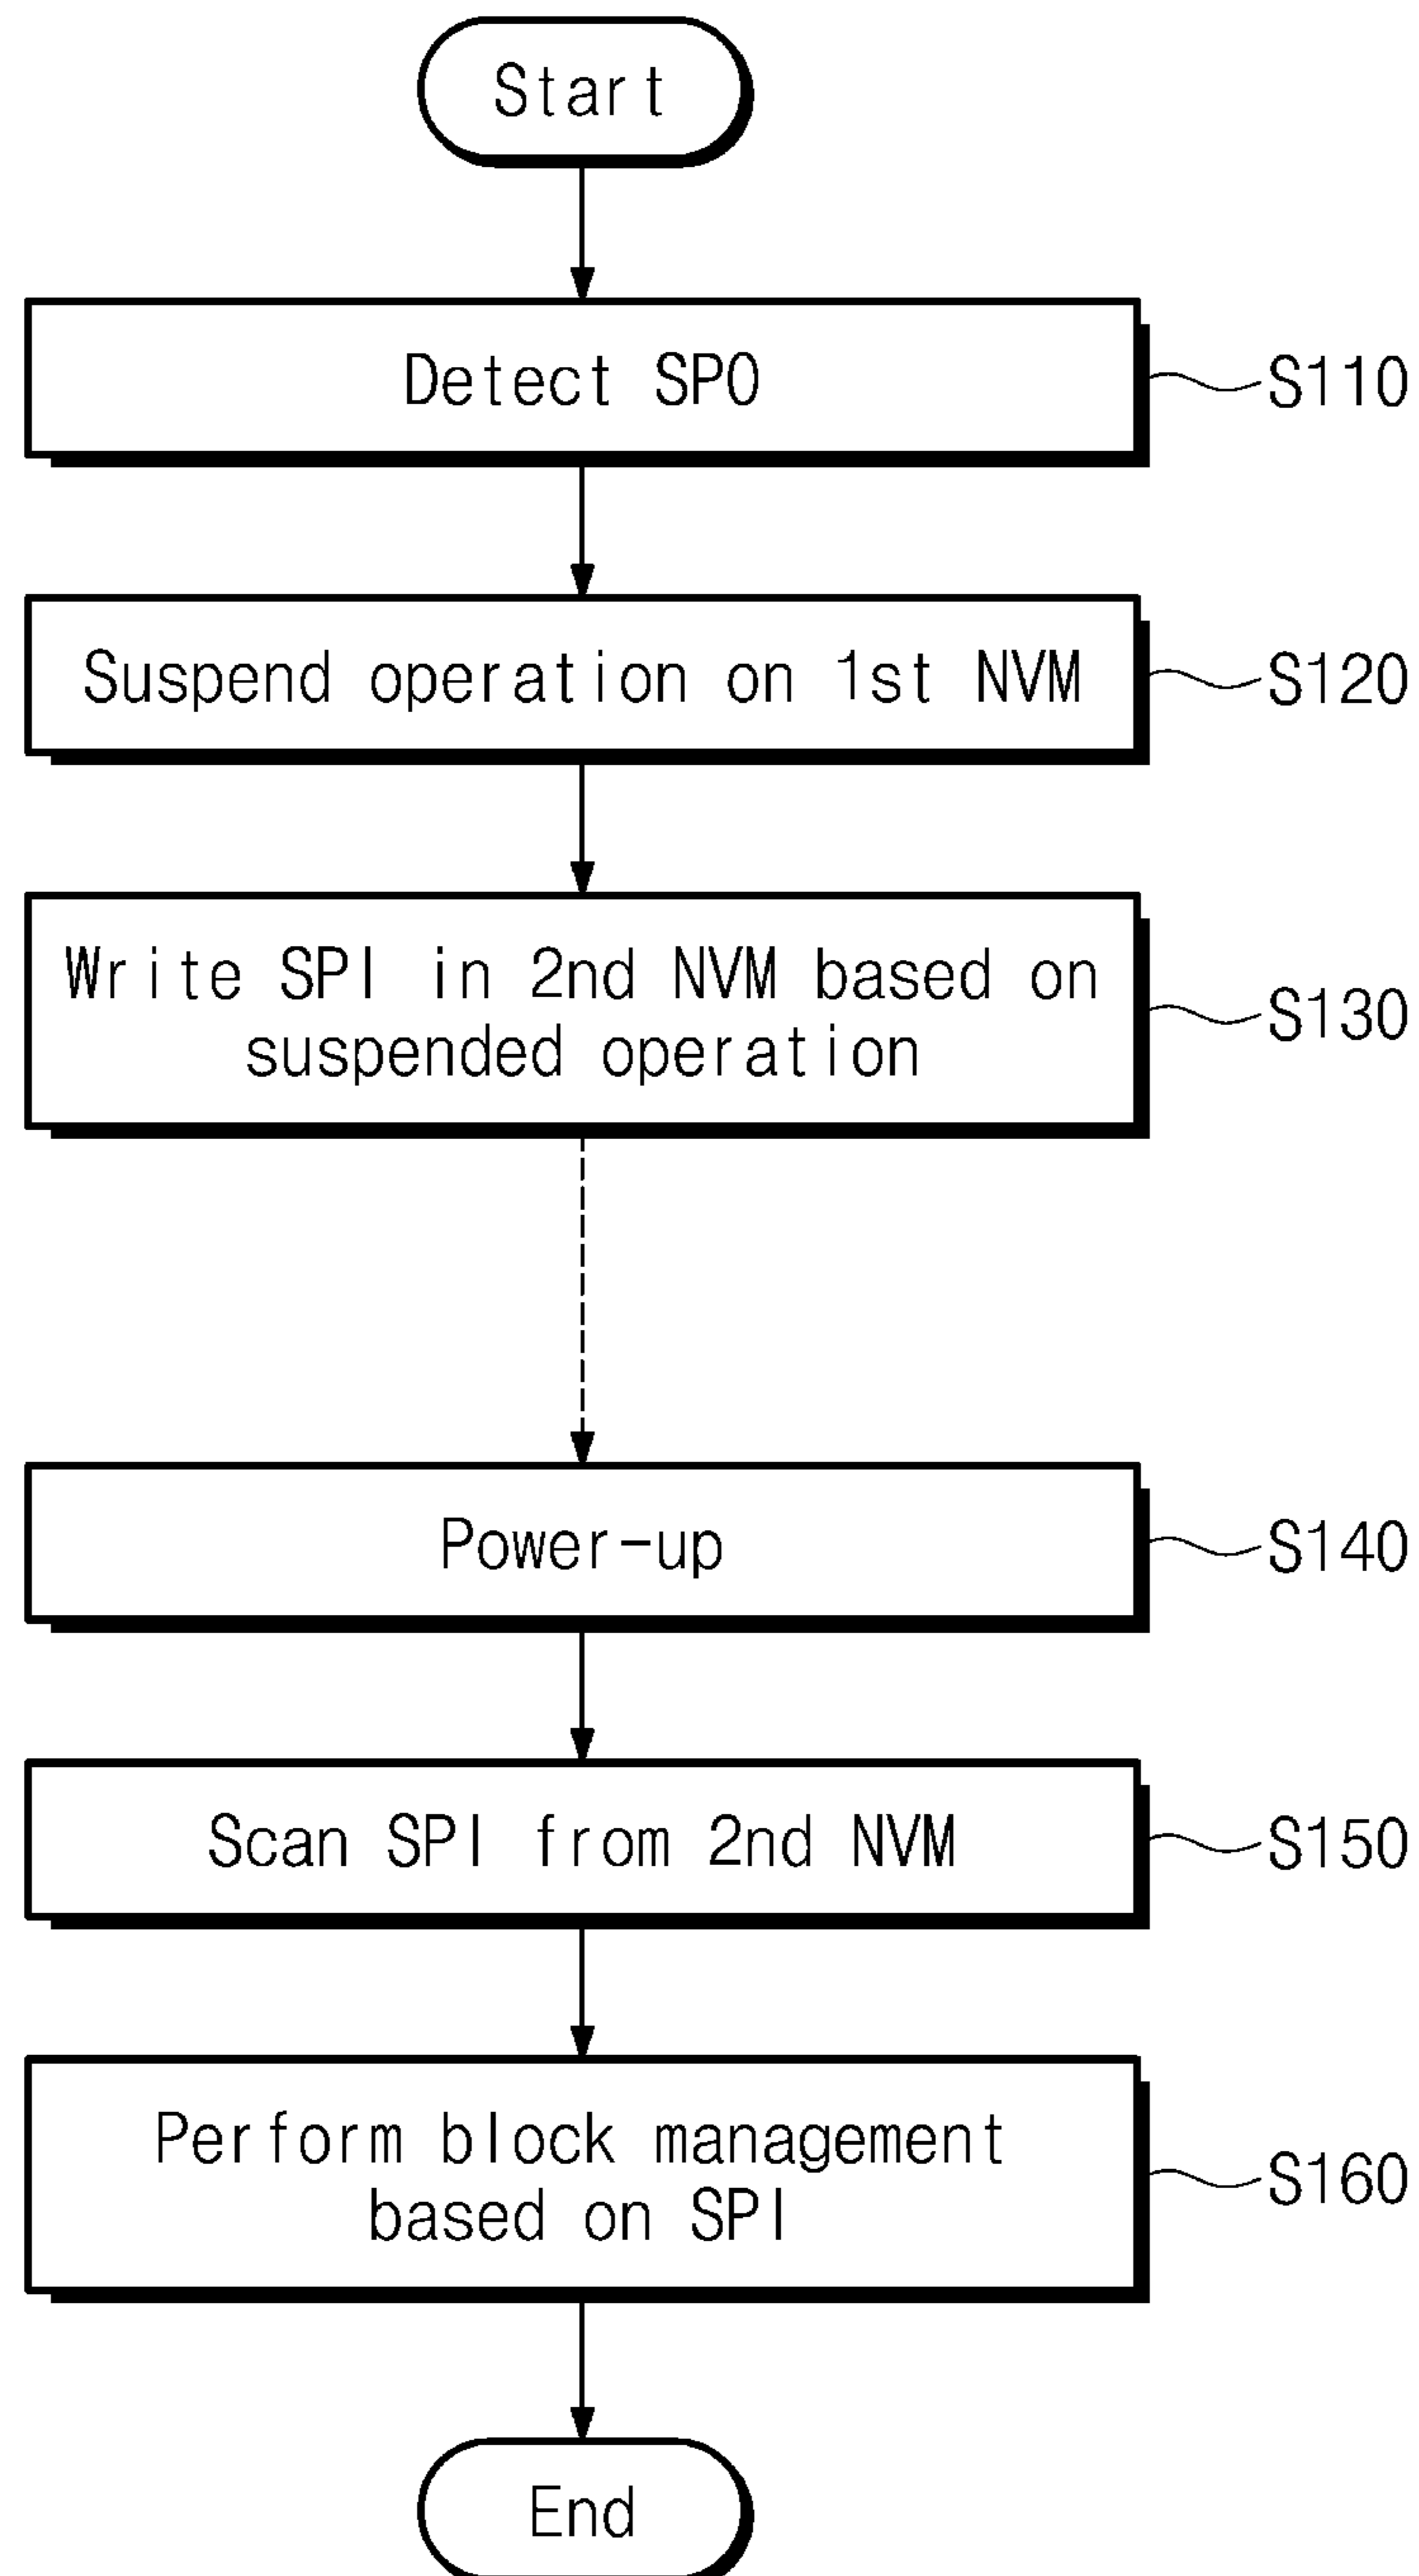 Start
Detect SPO
S110
Suspend operation on 1st NVM
S120
Write SPI in 2nd NVM based on
suspended operation
S130
Power-up
S140
Scan SPI from 2nd NVM
S150
Perform block management
based on SPI
S160
End